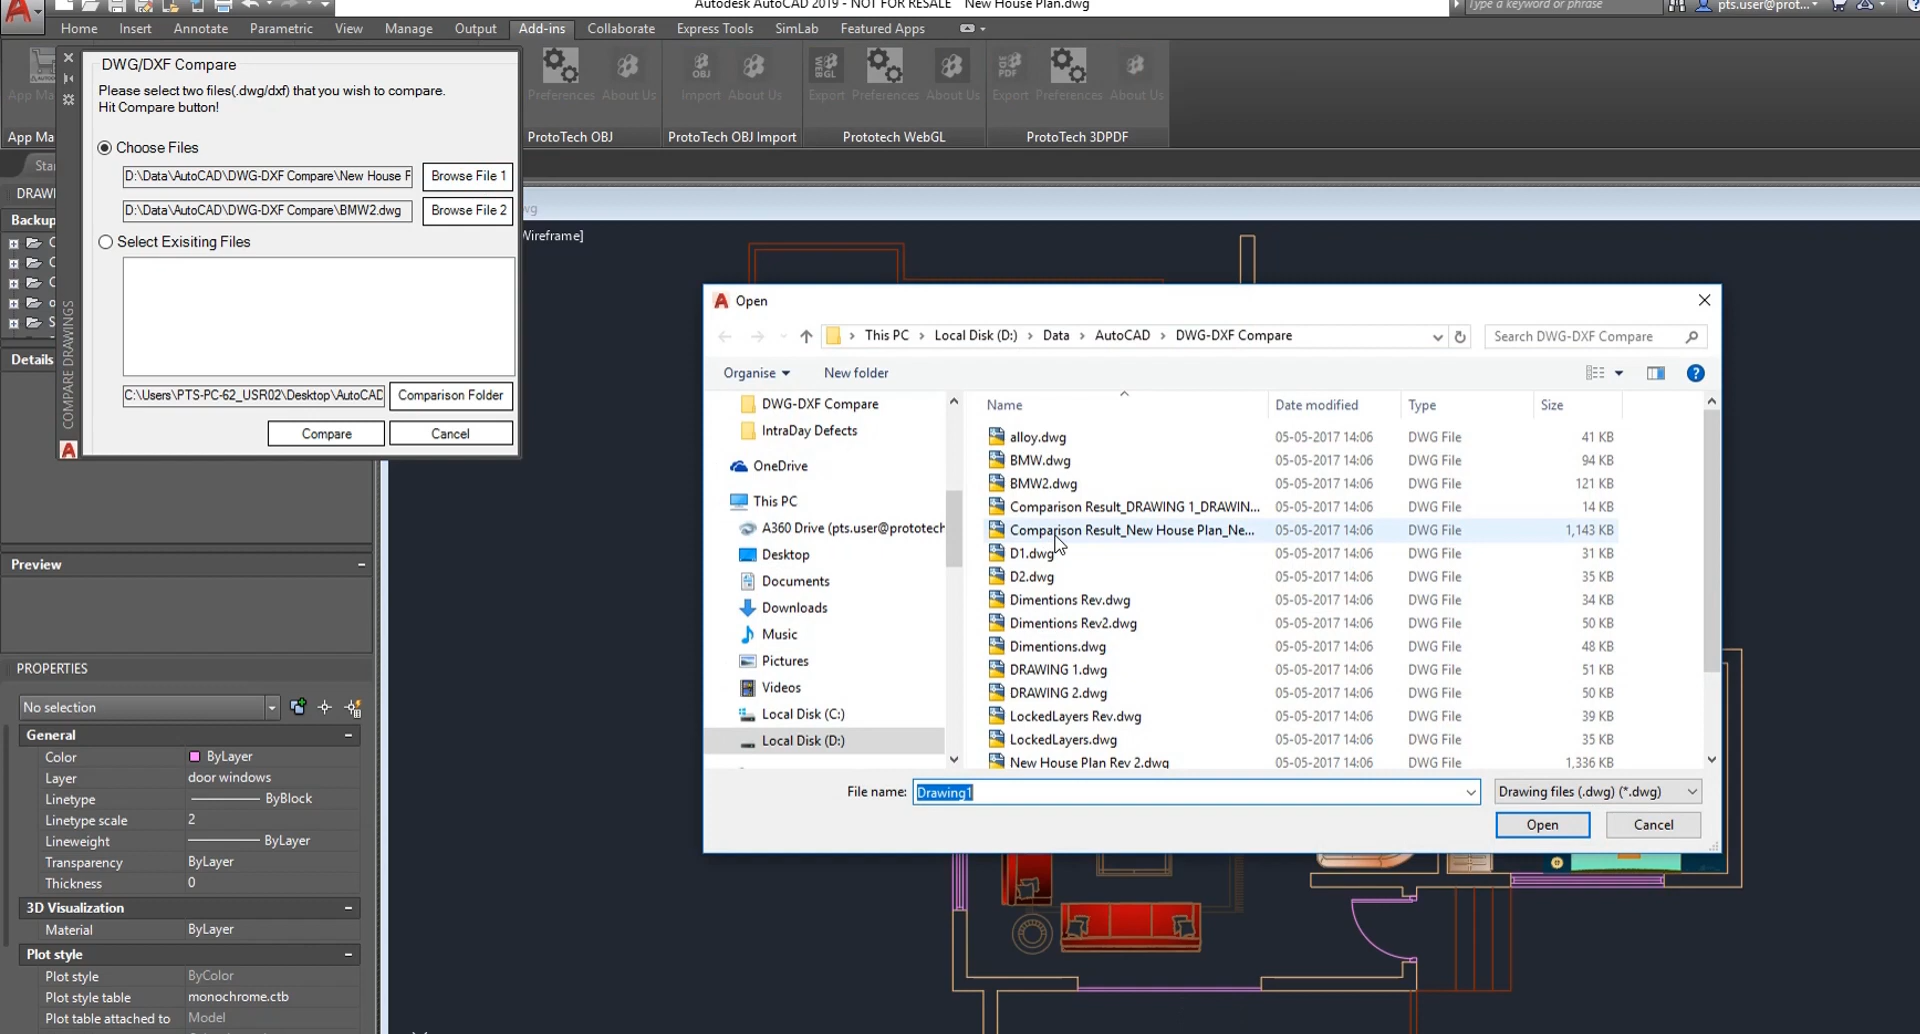 Autodesk AutoCAD 2019 - NOT FOR RESALE New House Plan.dwg
Type a keyword or phrase
pts.user@prot...
Home Insert Annotate Parametric View Manage Output Add-ins Collaborate Express Tools SimLab Featured Apps
DWG/DXF Compare
Please select two files(.dwg/dxf) that you wish to compare.
Hit Compare button!
Choose Files
D:\Data\AutoCAD\DWG-DXF Compare\New House F
Browse File 1
D:\Data\AutoCAD\DWG-DXF Compare\BMW2.dwg
Browse File 2
Select Exisiting Files
C:\Users\PTS-PC-62_USR02\Desktop\AutoCAD
Comparison Folder
Compare
Cancel
COMPARE DRAWINGS
App Ma
App Ma
Star
DRAWI
Backup
Details
Preferences About Us
ProtoTech OBJ
OBJ
Import About Us
ProtoTech OBJ Import
WEB GL
Export Preferences About Us
Prototech WebGL
3D PDF
Export Preferences About Us
ProtoTech 3DPDF
wg
Wireframe]
Open
This PC > Local Disk (D:) > Data > AutoCAD > DWG-DXF Compare
Search DWG-DXF Compare
Organise
New folder
DWG-DXF Compare
IntraDay Defects
OneDrive
This PC
A360 Drive (pts.user@prototech
Desktop
Documents
Downloads
Music
Pictures
Videos
Local Disk (C:)
Local Disk (D:)
Name Date modified Type Size
alloy.dwg 05-05-2017 14:06 DWG File 41 KB
BMW.dwg 05-05-2017 14:06 DWG File 94 KB
BMW2.dwg 05-05-2017 14:06 DWG File 121 KB
Comparison Result_DRAWING 1_DRAWIN... 05-05-2017 14:06 DWG File 14 KB
Comparison Result_New House Plan_Ne... 05-05-2017 14:06 DWG File 1,143 KB
D1.dwg 05-05-2017 14:06 DWG File 31 KB
D2.dwg 05-05-2017 14:06 DWG File 35 KB
Dimentions Rev.dwg 05-05-2017 14:06 DWG File 34 KB
Dimentions Rev2.dwg 05-05-2017 14:06 DWG File 50 KB
Dimentions.dwg 05-05-2017 14:06 DWG File 48 KB
DRAWING 1.dwg 05-05-2017 14:06 DWG File 51 KB
DRAWING 2.dwg 05-05-2017 14:06 DWG File 50 KB
LockedLayers Rev.dwg 05-05-2017 14:06 DWG File 39 KB
LockedLayers.dwg 05-05-2017 14:06 DWG File 35 KB
New House Plan Rev 2.dwg 05-05-2017 14:06 DWG File 1,336 KB
File name: Drawing1
Drawing files (.dwg) (*.dwg)
Open
Cancel
Preview
PROPERTIES
No selection
General
Color ByLayer
Layer door windows
Linetype ByBlock
Linetype scale 2
Lineweight ByLayer
Transparency ByLayer
Thickness 0
3D Visualization
Material ByLayer
Plot style
Plot style ByColor
Plot style table monochrome.ctb
Plot table attached to Model